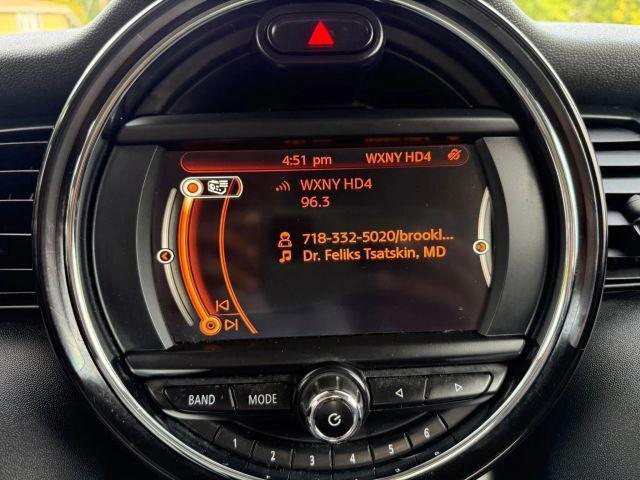 4:51 pm WXNY HD4
WXNY HD4
96.3
718-332-5020/brookl...
Dr. Feliks Tsatskin, MD
BAND MODE
1 2 3 4 5 6